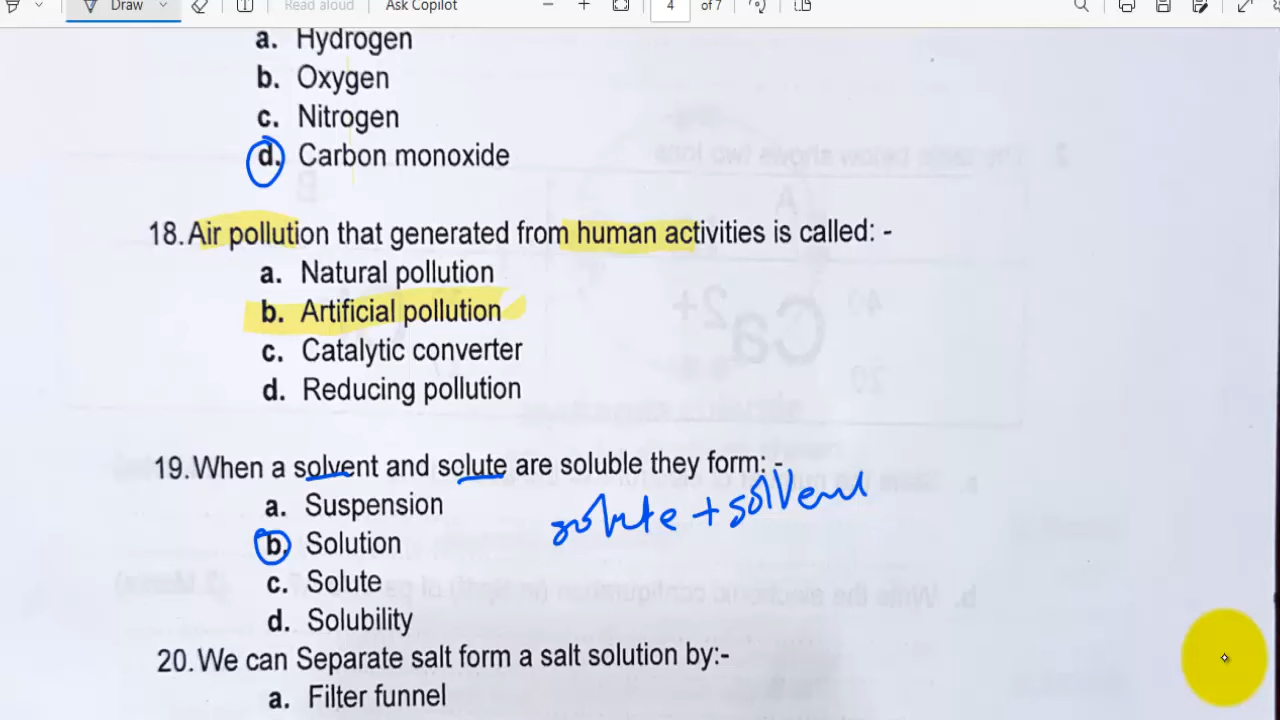 Draw
Read aloud
Ask Copilot
4
of 7
a. Hydrogen
b. Oxygen
c. Nitrogen
d. Carbon monoxide
18. Air pollution that generated from human activities is called: -
a. Natural pollution
b. Artificial pollution
c. Catalytic converter
d. Reducing pollution
19. When a solvent and solute are soluble they form: -
a. Suspension
solute + solvent
b. Solution
c. Solute
d. Solubility
20. We can Separate salt form a salt solution by:-
a. Filter funnel